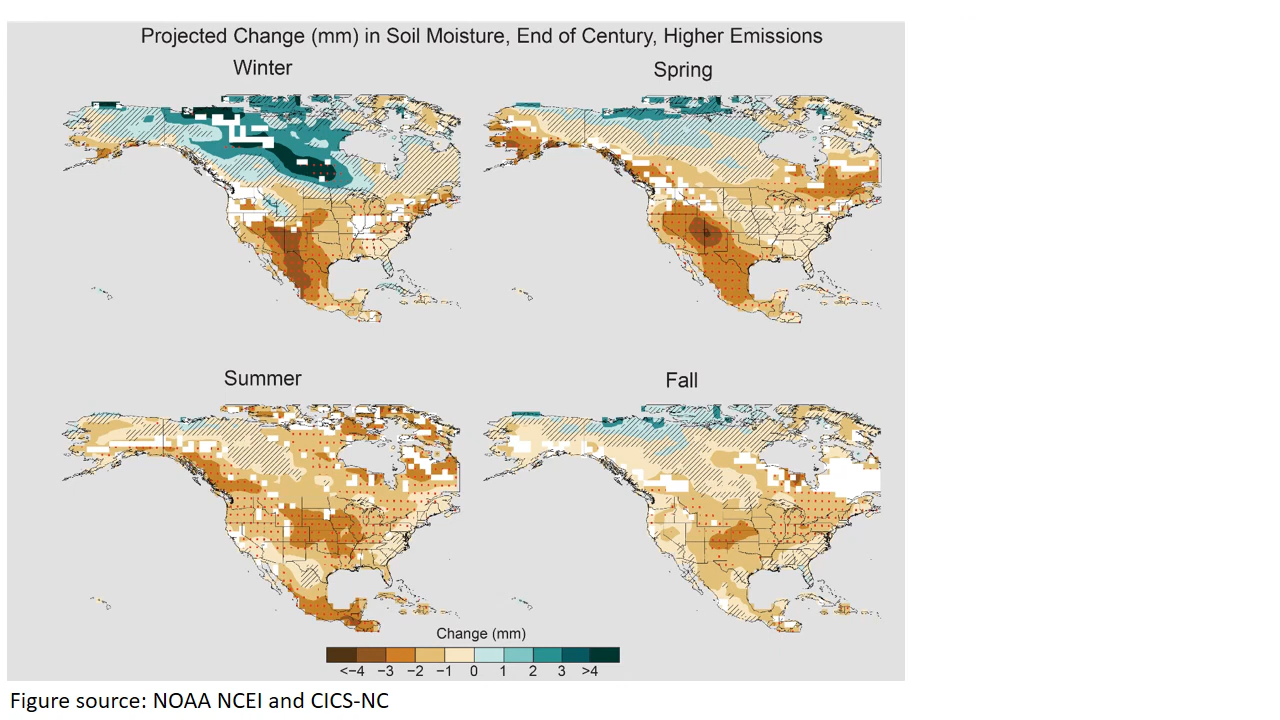 Projected Change (mm) in Soil Moisture, End of Century, Higher Emissions
Winter
Spring
Summer
Fall
Change (mm)
<−4 −3 −2 −1 0 1 2 3 >4
Figure source: NOAA NCEI and CICS-NC